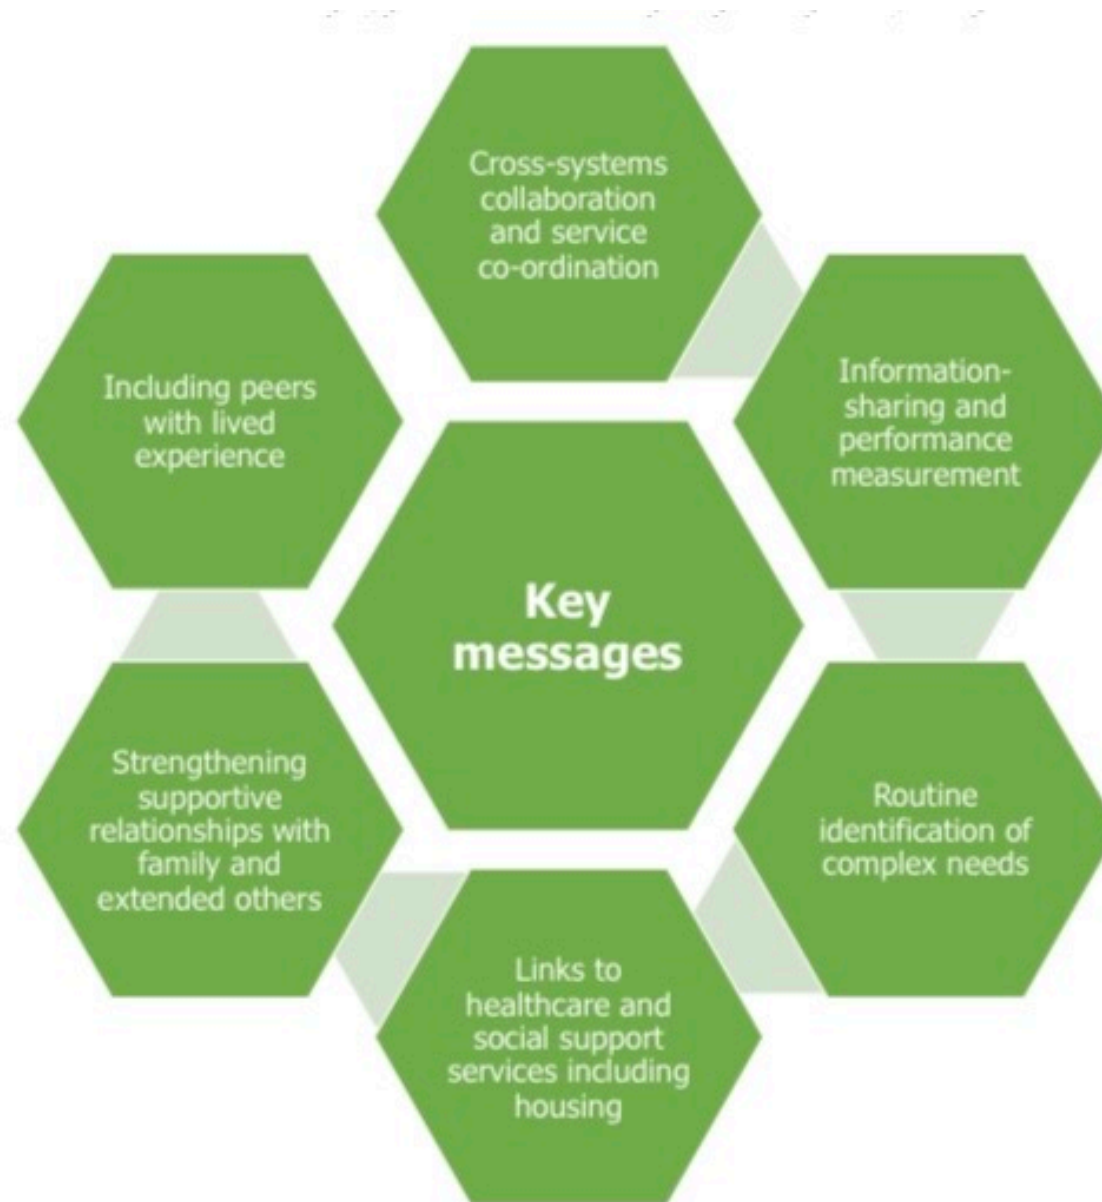 Cross-systems
collaboration
and service
co-ordination
Information-
sharing and
performance
measurement
Routine
identification of
complex needs
Links to
healthcare and
social support
services including
housing
Strengthening
supportive
relationships with
family and
extended others
Including peers
with lived
experience
Key
messages